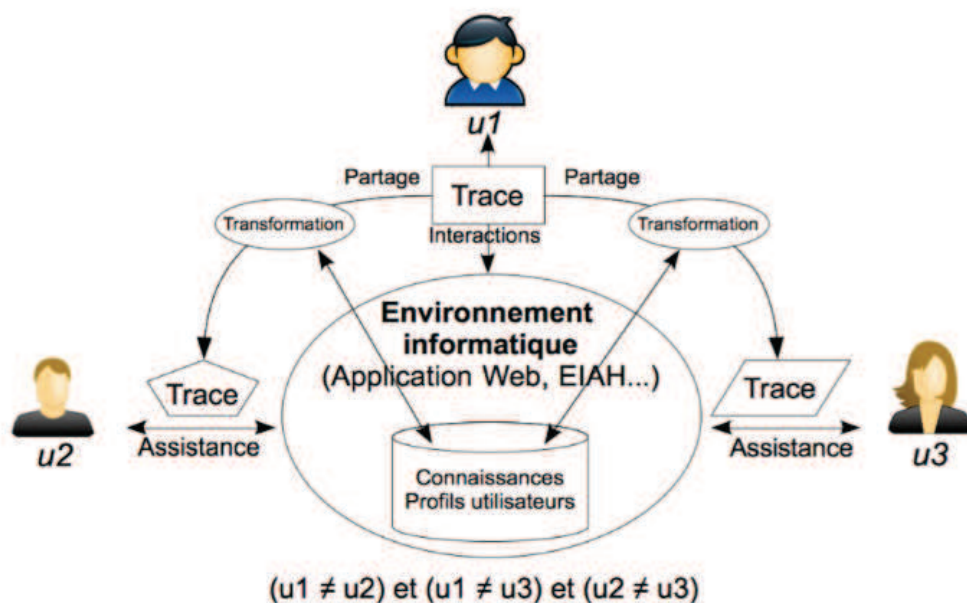 u1
Partage
Trace
Partage
Transformation
Interactions
Transformation
Environnement
informatique
(Application Web, EIAH...)
Trace
Trace
Assistance
Assistance
u2
u3
Connaissances
Profils utilisateurs
(u1 ≠ u2) et (u1 ≠ u3) et (u2 ≠ u3)